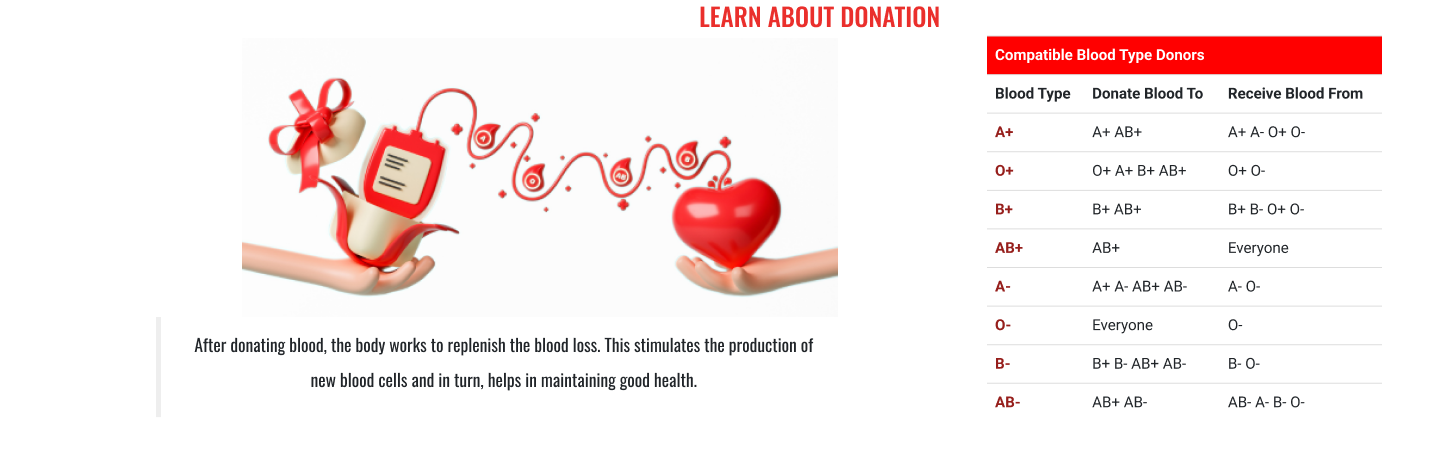 LEARN ABOUT DONATION
After donating blood, the body works to replenish the blood loss. This stimulates the production of
new blood cells and in turn, helps in maintaining good health.
Compatible Blood Type Donors
Blood Type Donate Blood To Receive Blood From
A+ A+ AB+ A+ A- O+ O-
O+ O+ A+ B+ AB+ O+ O-
B+ B+ AB+ B+ B- O+ O-
AB+ AB+ Everyone
A- A+ A- AB+ AB- A- O-
O- Everyone O-
B- B+ B- AB+ AB- B- O-
AB- AB+ AB- AB- A- B- O-